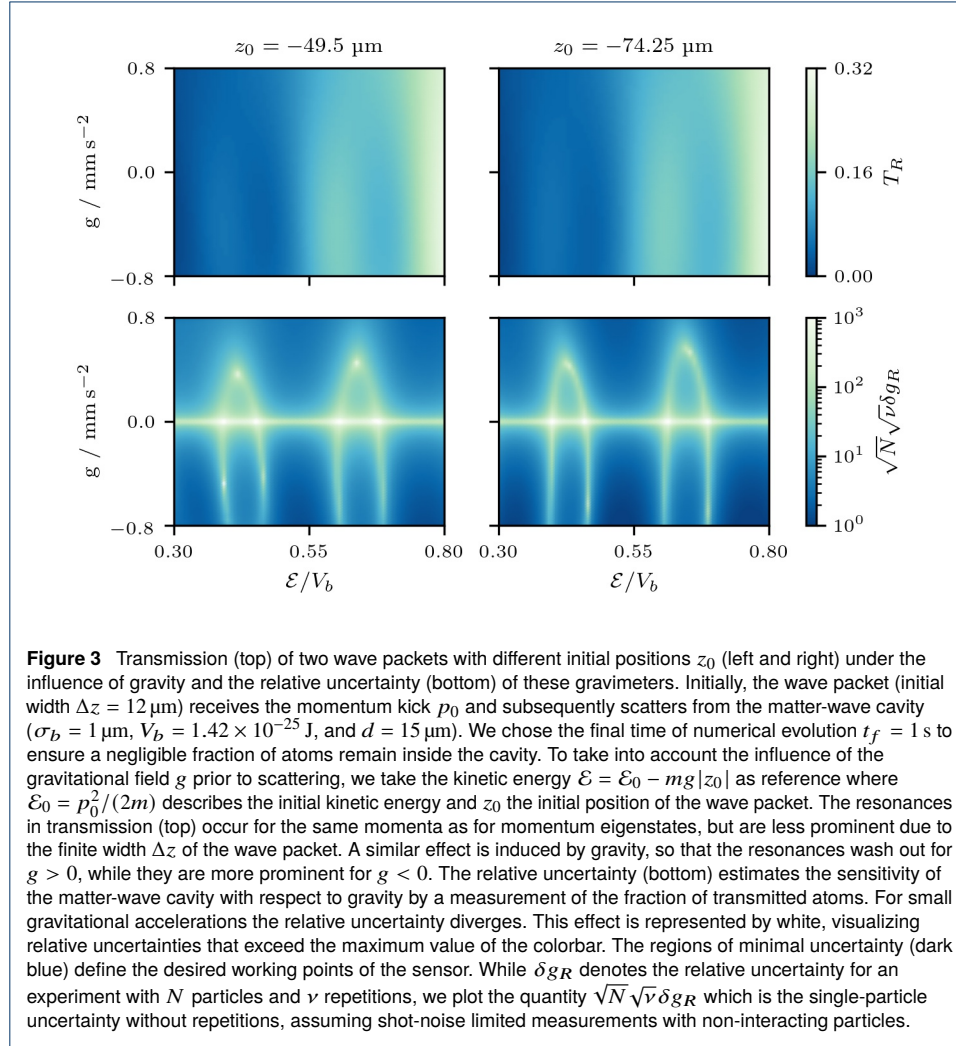 z₀ = −49.5 µm
z₀ = −74.25 µm
0.8
0.0
−0.8
g / mm s⁻²
0.32
0.16
0.00
T_R
0.8
0.0
−0.8
g / mm s⁻²
10³
10²
10¹
10⁰
√N√νδg_R
0.30
0.55
0.80
0.30
0.55
0.80
ℰ/V_b
ℰ/V_b
Figure 3 Transmission (top) of two wave packets with different initial positions z₀ (left and right) under the
influence of gravity and the relative uncertainty (bottom) of these gravimeters. Initially, the wave packet (initial
width Δz = 12 µm) receives the momentum kick p₀ and subsequently scatters from the matter-wave cavity
(σ_b = 1 µm, V_b = 1.42 × 10⁻²⁵ J, and d = 15 µm). We chose the final time of numerical evolution t_f = 1 s to
ensure a negligible fraction of atoms remain inside the cavity. To take into account the influence of the
gravitational field g prior to scattering, we take the kinetic energy ℰ = ℰ₀ − mg|z₀| as reference where
ℰ₀ = p₀²/(2m) describes the initial kinetic energy and z₀ the initial position of the wave packet. The resonances
in transmission (top) occur for the same momenta as for momentum eigenstates, but are less prominent due to
the finite width Δz of the wave packet. A similar effect is induced by gravity, so that the resonances wash out for
g > 0, while they are more prominent for g < 0. The relative uncertainty (bottom) estimates the sensitivity of
the matter-wave cavity with respect to gravity by a measurement of the fraction of transmitted atoms. For small
gravitational accelerations the relative uncertainty diverges. This effect is represented by white, visualizing
relative uncertainties that exceed the maximum value of the colorbar. The regions of minimal uncertainty (dark
blue) define the desired working points of the sensor. While δg_R denotes the relative uncertainty for an
experiment with N particles and ν repetitions, we plot the quantity √N√νδg_R which is the single-particle
uncertainty without repetitions, assuming shot-noise limited measurements with non-interacting particles.